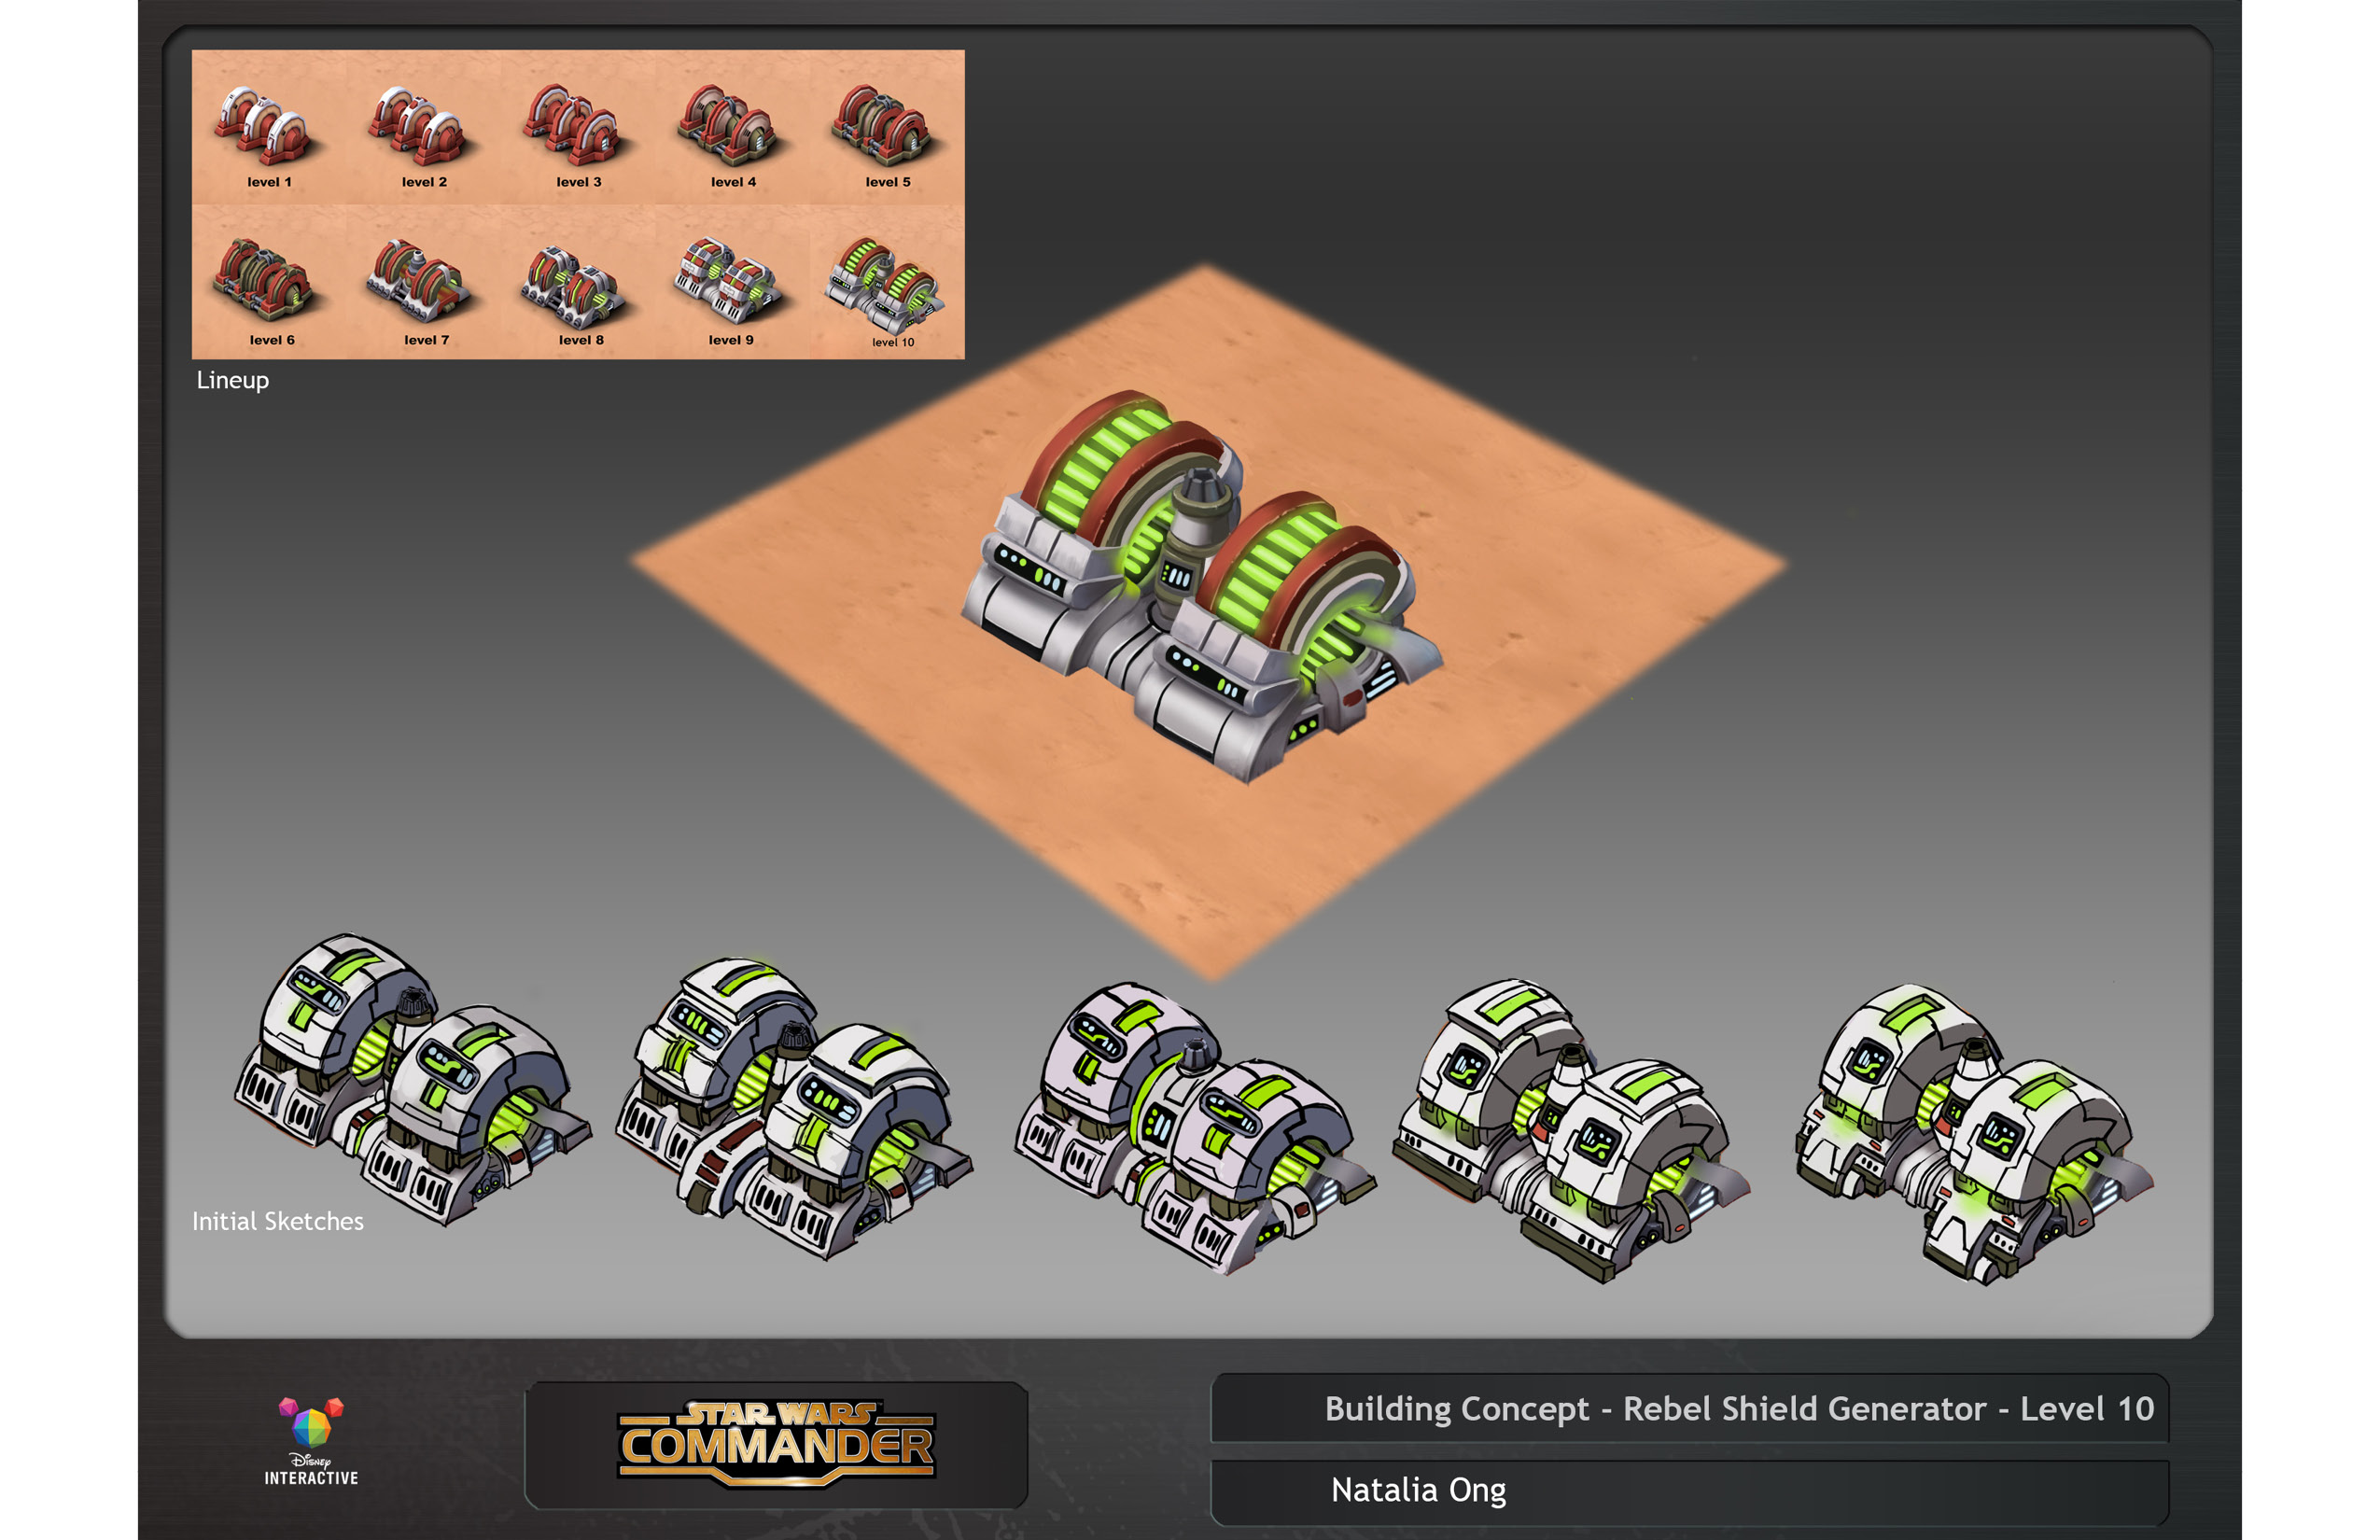 level 1
level 2
level 3
level 4
level 5
level 6
level 7
level 8
level 9
level 10
Lineup
Initial Sketches
Disney
INTERACTIVE
STAR WARS
COMMANDER
Building Concept - Rebel Shield Generator - Level 10
Natalia Ong